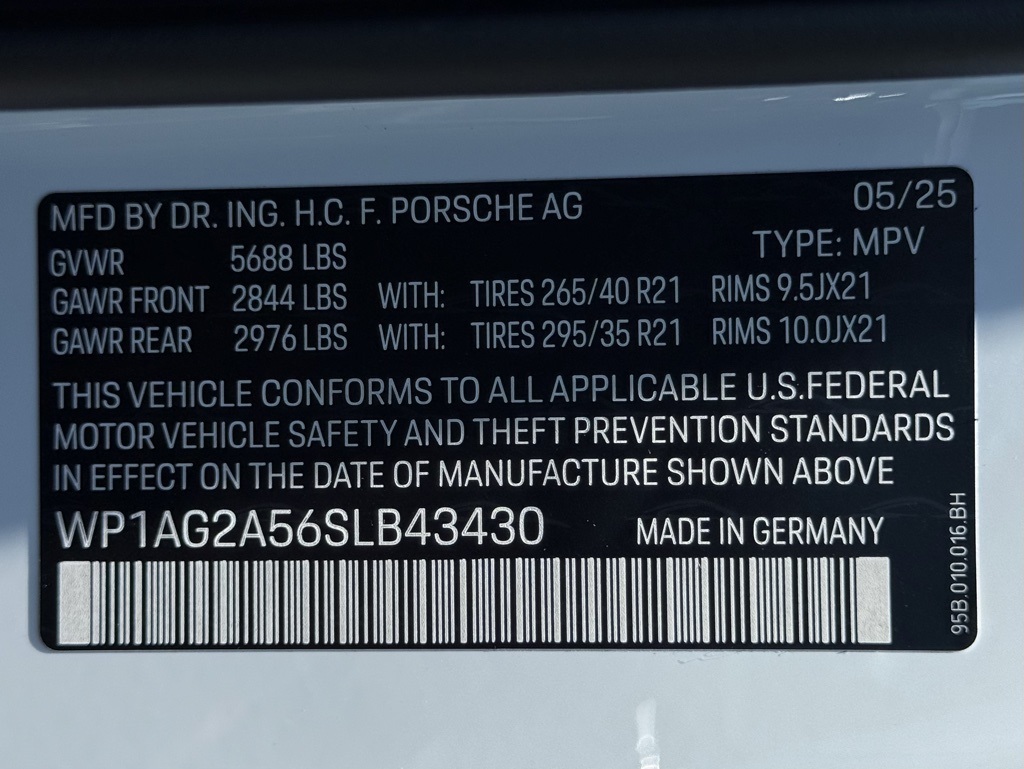 MFD BY DR. ING. H.C. F. PORSCHE AG 05/25
TYPE: MPV
GVWR 5688 LBS
GAWR FRONT 2844 LBS WITH: TIRES 265/40 R21 RIMS 9.5JX21
GAWR REAR 2976 LBS WITH: TIRES 295/35 R21 RIMS 10.0JX21
THIS VEHICLE CONFORMS TO ALL APPLICABLE U.S.FEDERAL
MOTOR VEHICLE SAFETY AND THEFT PREVENTION STANDARDS
IN EFFECT ON THE DATE OF MANUFACTURE SHOWN ABOVE
WP1AG2A56SLB43430 MADE IN GERMANY
95B.010.016.BH